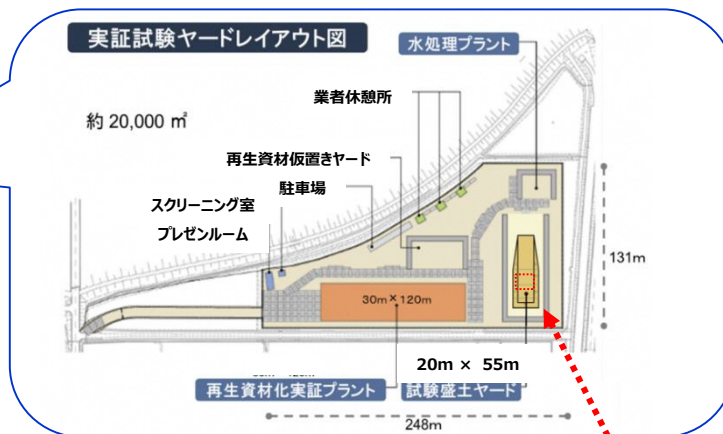 実証試験ヤードレイアウト図
水処理プラント
業者休憩所
約 20,000 ㎡
再生資材仮置きヤード
駐車場
スクリーニング室
プレゼンルーム
131m
30m×120m
20m × 55m
再生資材化実証プラント
試験盛土ヤード
248m